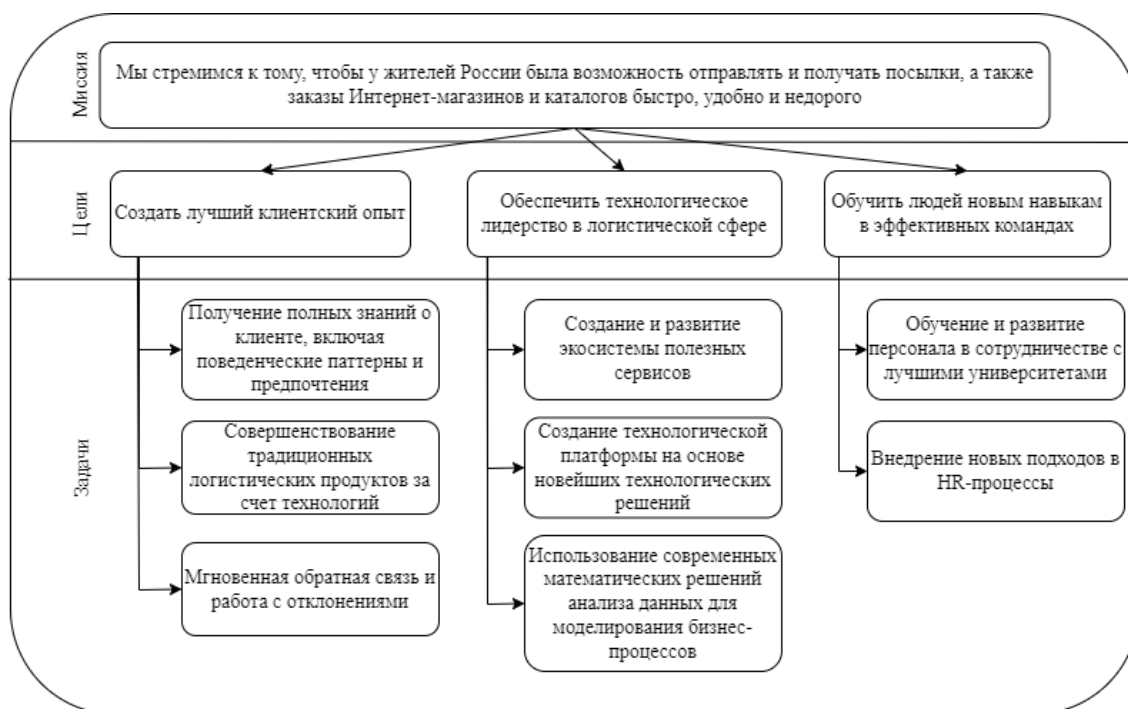 Миссия
Мы стремимся к тому, чтобы у жителей России была возможность отправлять и получать посылки, а также
заказы Интернет-магазинов и каталогов быстро, удобно и недорого
Цели
Создать лучший клиентский опыт
Обеспечить технологическое
лидерство в логистической сфере
Обучить людей новым навыкам
в эффективных командах
Задачи
Получение полных знаний о
клиенте, включая
поведенческие паттерны и
предпочтения
Совершенствование
традиционных
логистических продуктов за
счет технологий
Мгновенная обратная связь и
работа с отклонениями
Создание и развитие
экосистемы полезных
сервисов
Создание технологической
платформы на основе
новейших технологических
решений
Использование современных
математических решений
анализа данных для
моделирования бизнес-
процессов
Обучение и развитие
персонала в сотрудничестве с
лучшими университетами
Внедрение новых подходов в
HR-процессы